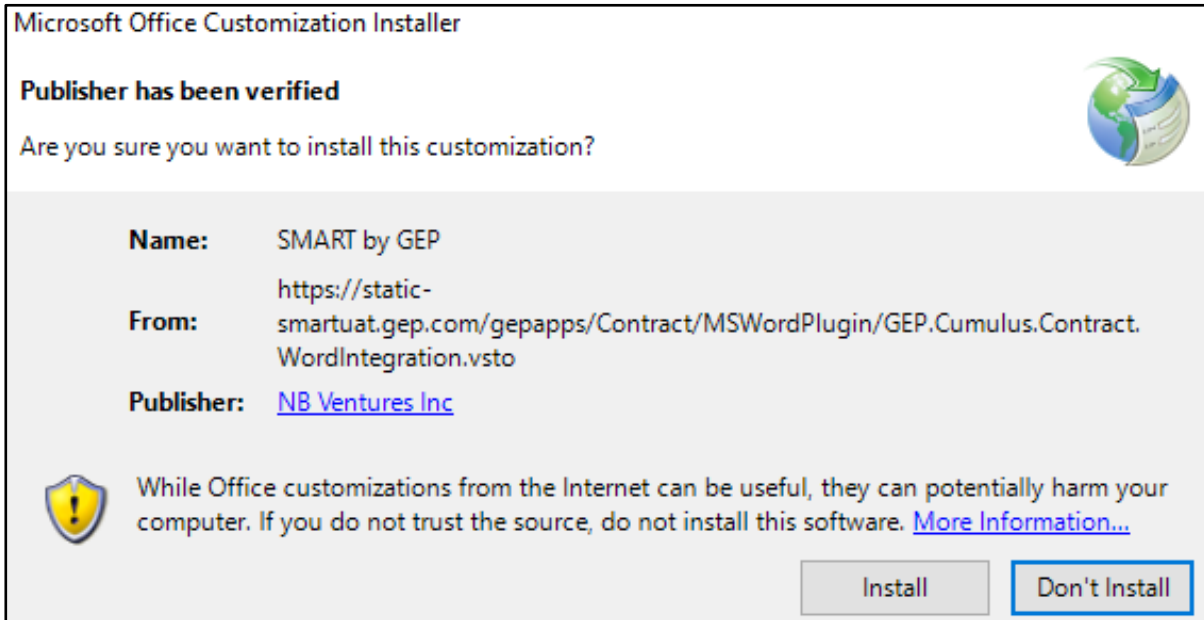 Microsoft Office Customization Installer
Publisher has been verified
Are you sure you want to install this customization?
Name: SMART by GEP
https://static-
From: smartuat.gep.com/gepapps/Contract/MSWordPlugin/GEP.Cumulus.Contract.
WordIntegration.vsto
Publisher: NB Ventures Inc
While Office customizations from the Internet can be useful, they can potentially harm your
computer. If you do not trust the source, do not install this software. More Information...
Install Don't Install